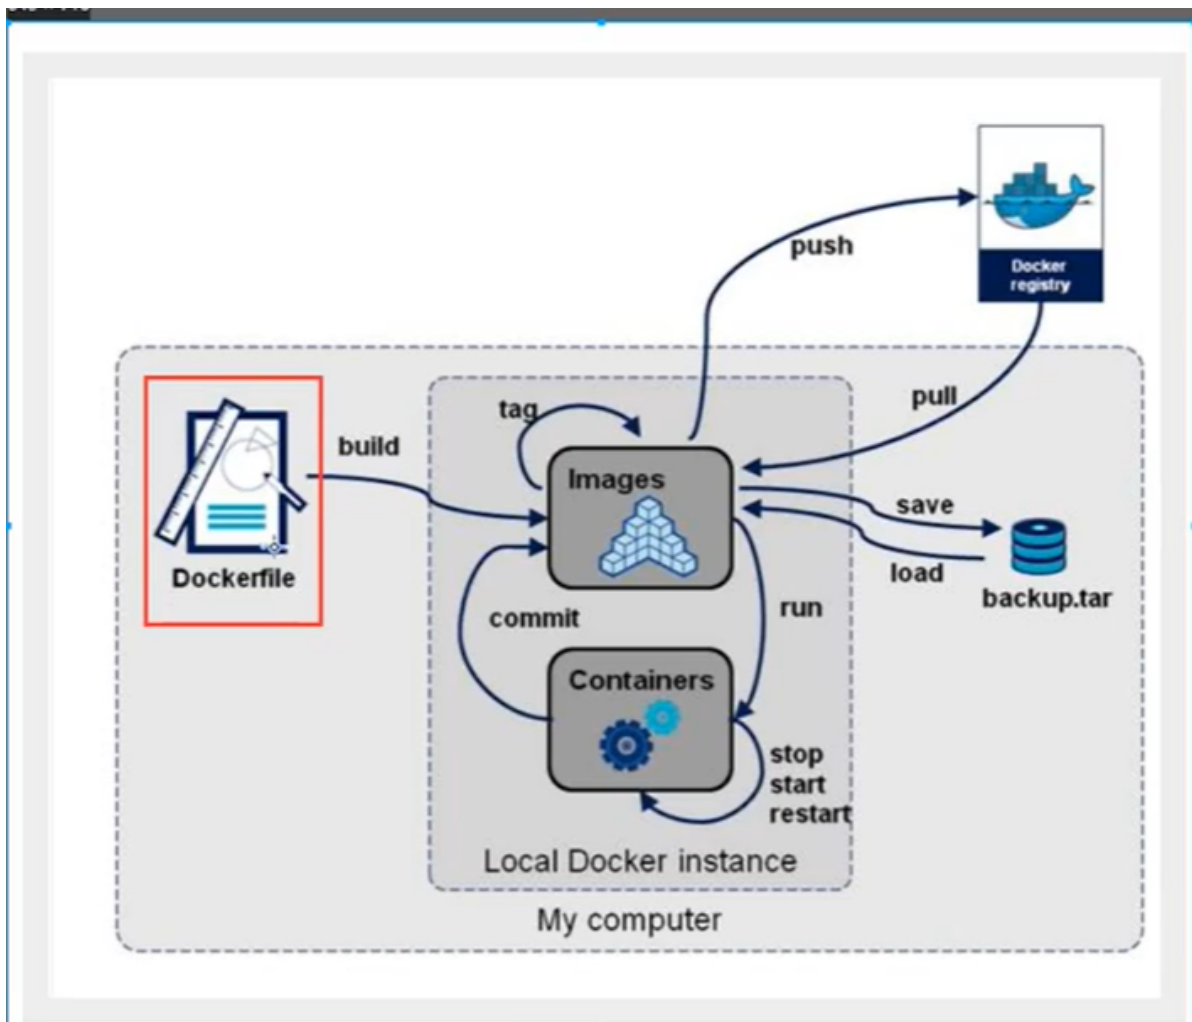 push
Docker
registry
pull
tag
build
Images
save
load
backup.tar
Dockerfile
commit
run
Containers
stop
start
restart
Local Docker instance
My computer